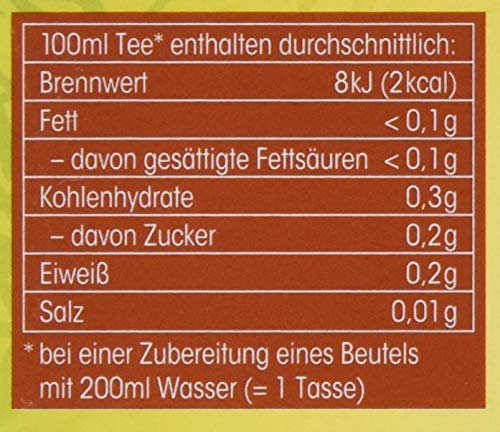 100ml Tee* enthalten durchschnittlich:
Brennwert 8kJ (2kcal)
Fett < 0,1g
– davon gesättigte Fettsäuren < 0,1g
Kohlenhydrate 0,3g
– davon Zucker 0,2g
Eiweiß 0,2g
Salz 0,01g
* bei einer Zubereitung eines Beutels
mit 200ml Wasser (= 1 Tasse)